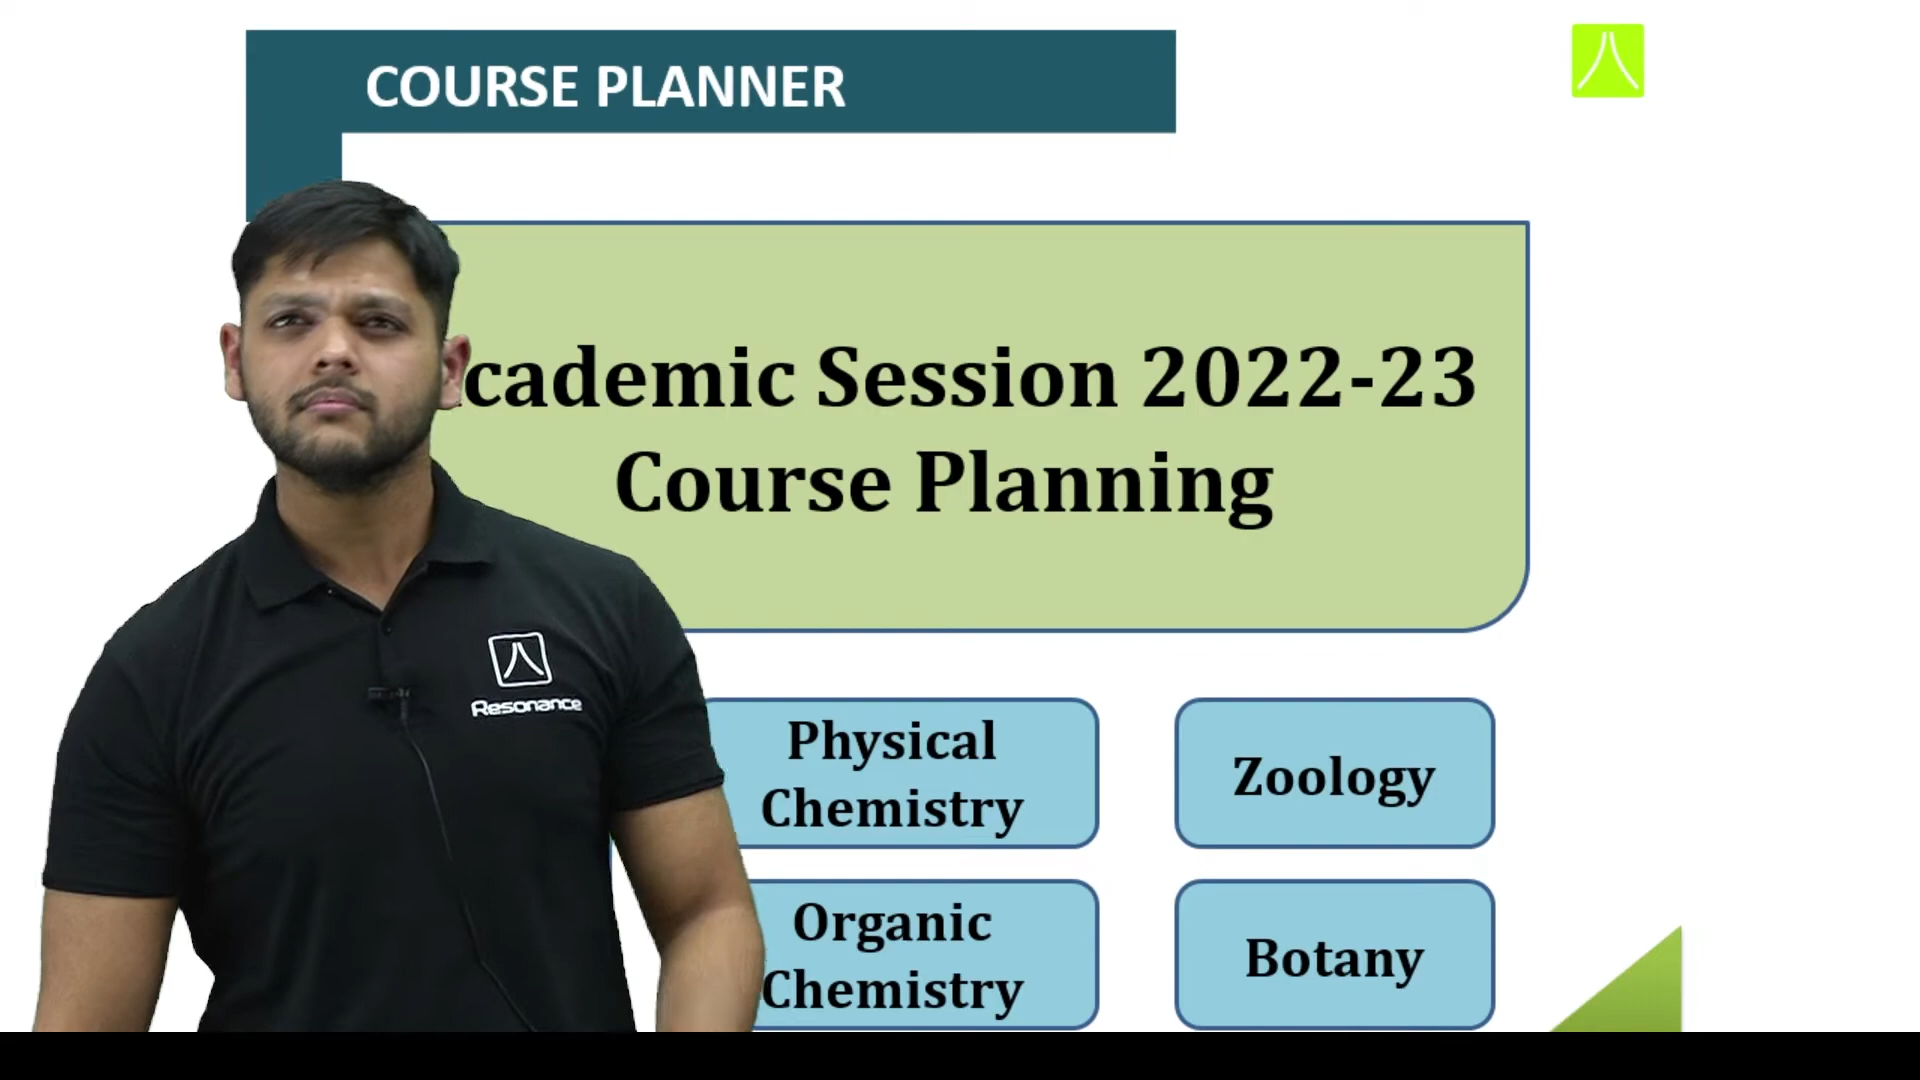 COURSE PLANNER
cademic Session 2022-23
Course Planning
Resonance
Physical
Chemistry
Zoology
Organic
Chemistry
Botany